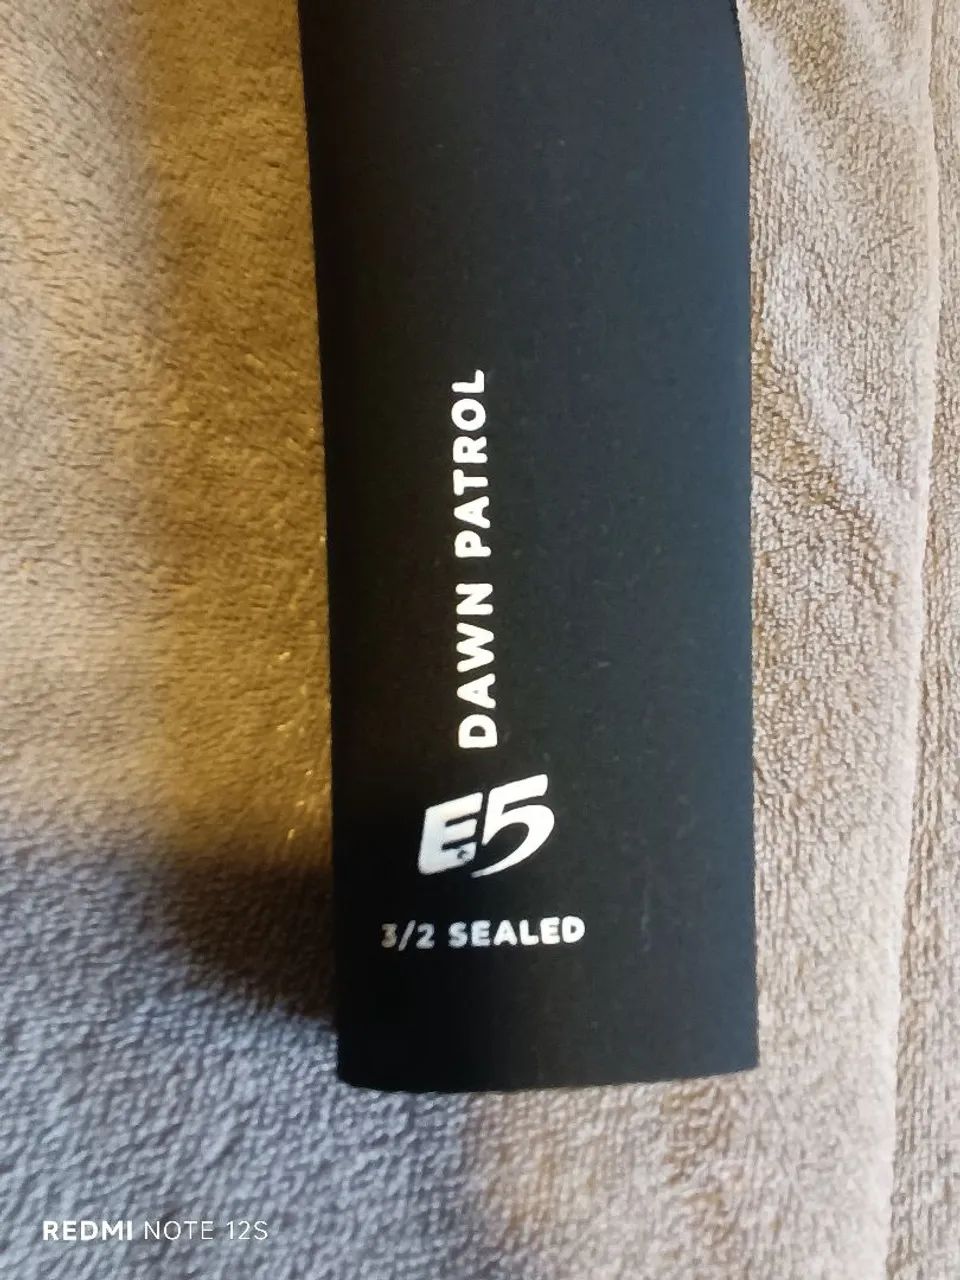 DAWN PATROL
E5
3/2 SEALED
REDMI NOTE 12S